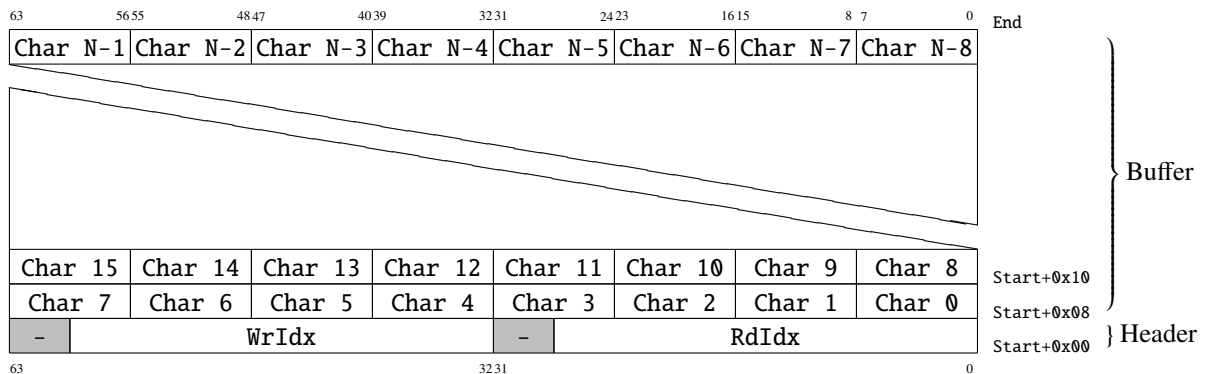 63 56 55 48 47 40 39 32 31 24 23 16 15 8 7 0 End
Char N-1 Char N-2 Char N-3 Char N-4 Char N-5 Char N-6 Char N-7 Char N-8
Buffer
Char 15 Char 14 Char 13 Char 12 Char 11 Char 10 Char 9 Char 8 Start+0x10
Char 7 Char 6 Char 5 Char 4 Char 3 Char 2 Char 1 Char 0 Start+0x08
- WrIdx - RdIdx Start+0x00 } Header
63 32 31 0